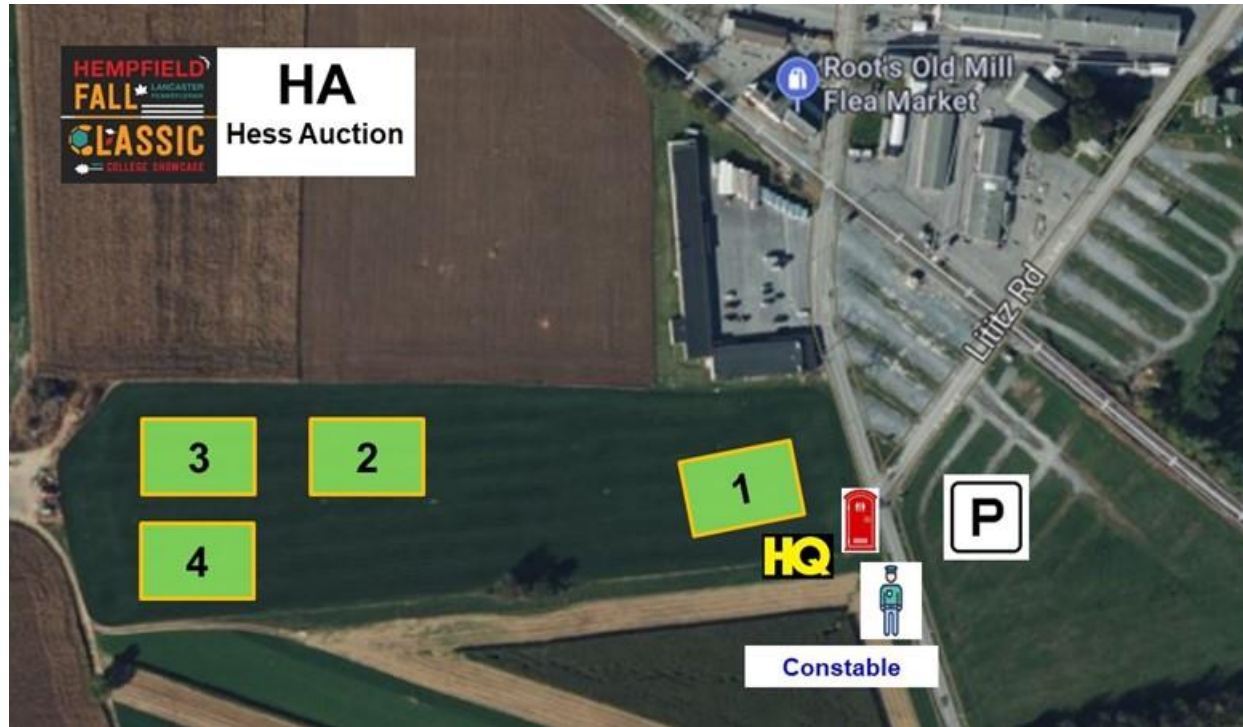 HEMPFIELD
FALL
LANCASTER
PENNSYLVANIA
CLASSIC
COLLEGE SHOWCASE
HA
Hess Auction
Root's Old Mill
Flea Market
Lititz Rd
3
2
1
4
HQ
P
Constable